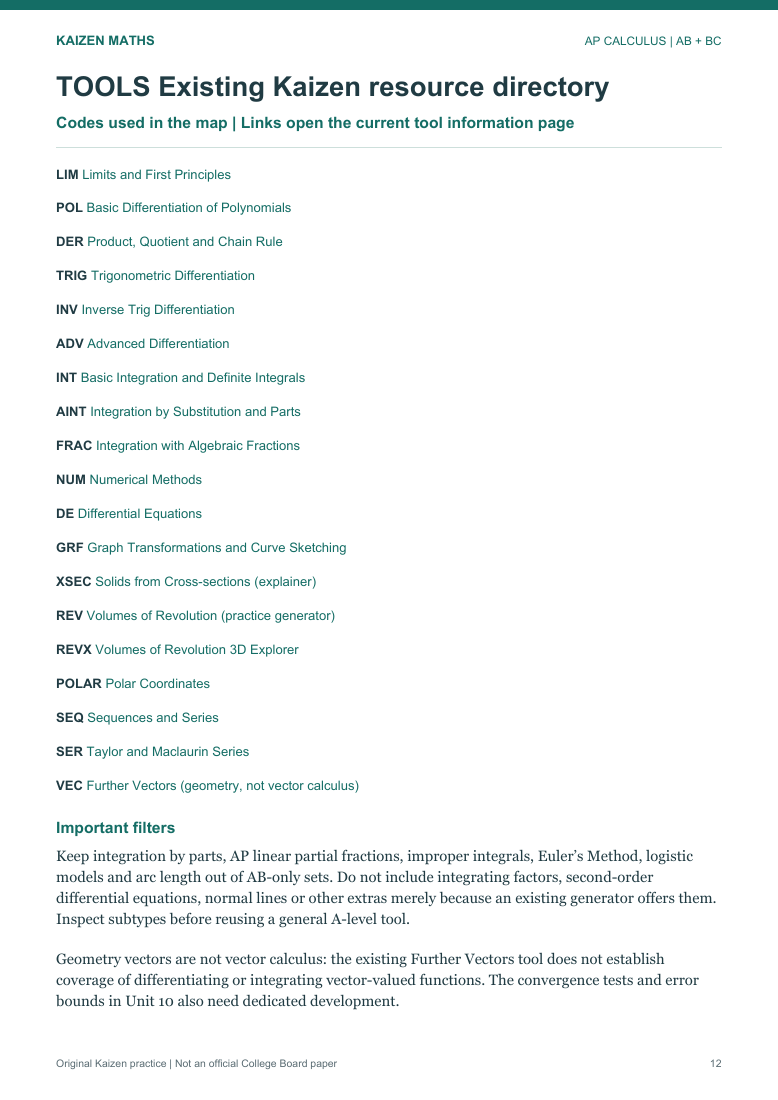 KAIZEN MATHS
AP CALCULUS | AB + BC
TOOLS Existing Kaizen resource directory
Codes used in the map | Links open the current tool information page
LIM Limits and First Principles
POL Basic Differentiation of Polynomials
DER Product, Quotient and Chain Rule
TRIG Trigonometric Differentiation
INV Inverse Trig Differentiation
ADV Advanced Differentiation
INT Basic Integration and Definite Integrals
AINT Integration by Substitution and Parts
FRAC Integration with Algebraic Fractions
NUM Numerical Methods
DE Differential Equations
GRF Graph Transformations and Curve Sketching
XSEC Solids from Cross-sections (explainer)
REV Volumes of Revolution (practice generator)
REVX Volumes of Revolution 3D Explorer
POLAR Polar Coordinates
SEQ Sequences and Series
SER Taylor and Maclaurin Series
VEC Further Vectors (geometry, not vector calculus)
Important filters
Keep integration by parts, AP linear partial fractions, improper integrals, Euler’s Method, logistic
models and arc length out of AB-only sets. Do not include integrating factors, second-order
differential equations, normal lines or other extras merely because an existing generator offers them.
Inspect subtypes before reusing a general A-level tool.
Geometry vectors are not vector calculus: the existing Further Vectors tool does not establish
coverage of differentiating or integrating vector-valued functions. The convergence tests and error
bounds in Unit 10 also need dedicated development.
Original Kaizen practice | Not an official College Board paper
12